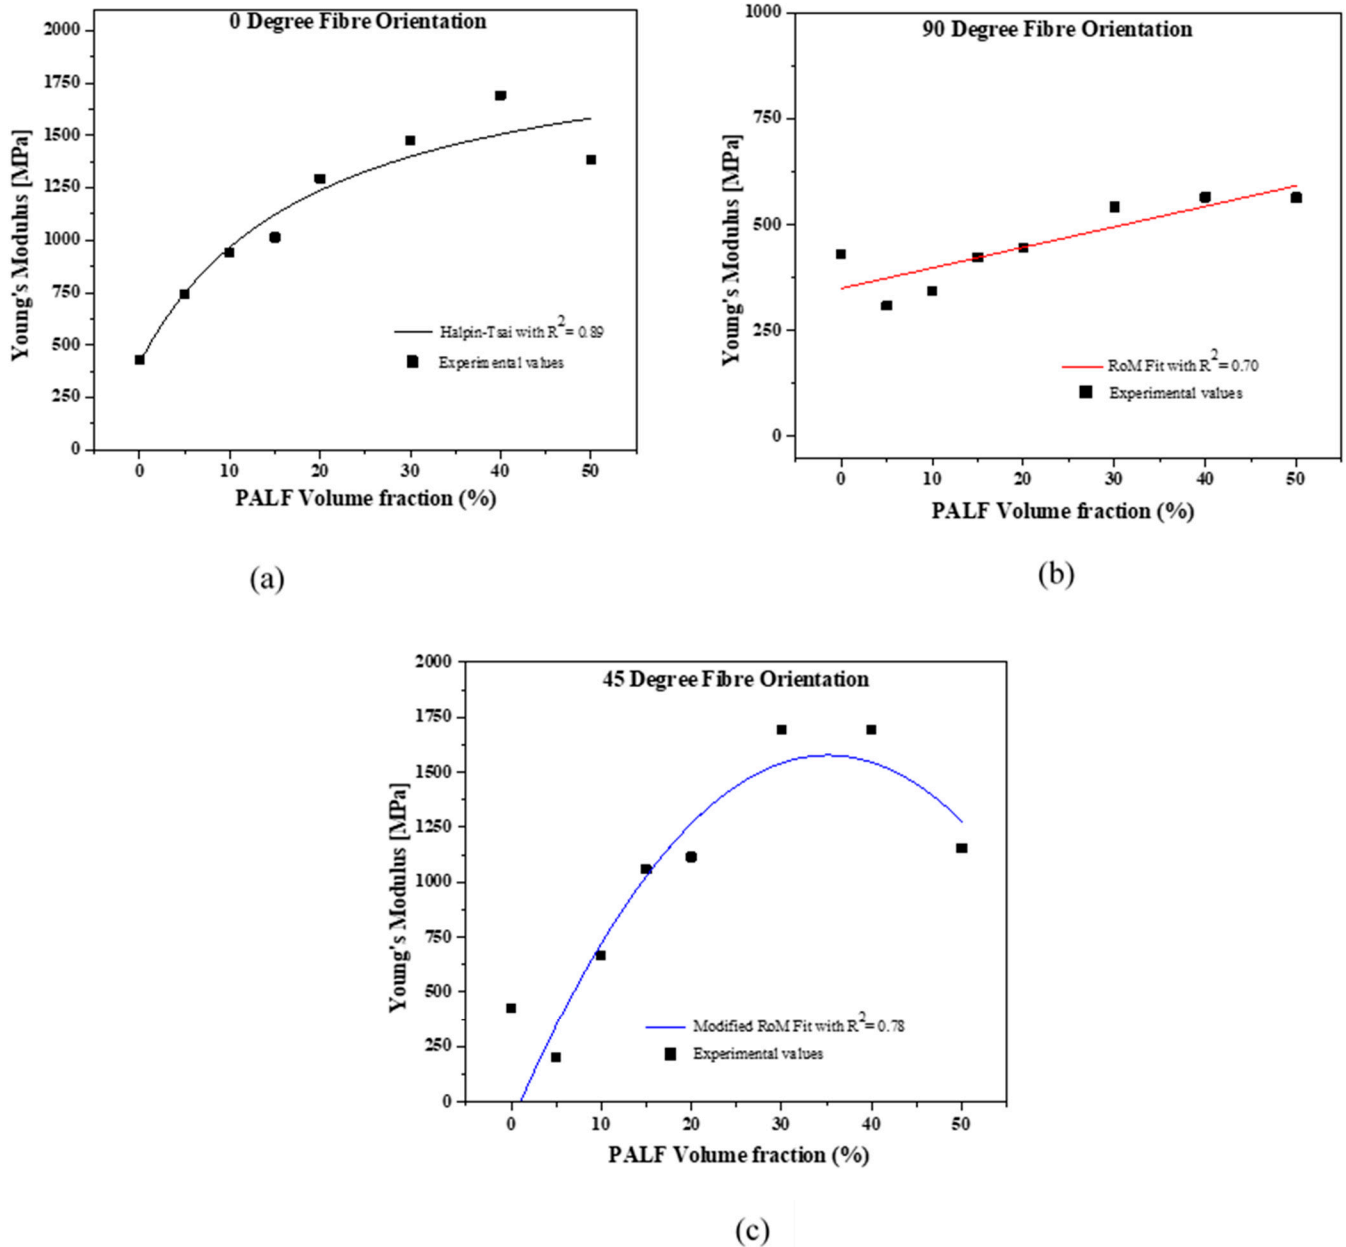 0 Degree Fibre Orientation
2000
1750
1500
1250
1000
750
500
250
0
Young's Modulus [MPa]
Halpin-Tsai with R2= 0.89
Experimental values
0 10 20 30 40 50
PALF Volume fraction (%)
(a)
90 Degree Fibre Orientation
1000
750
500
250
0
Young's Modulus [MPa]
RoM Fit with R2= 0.70
Experimental values
0 10 20 30 40 50
PALF Volume fraction (%)
(b)
45 Degree Fibre Orientation
2000
1750
1500
1250
1000
750
500
250
0
Young's Modulus [MPa]
Modified RoM Fit with R2= 0.78
Experimental values
0 10 20 30 40 50
PALF Volume fraction (%)
(c)